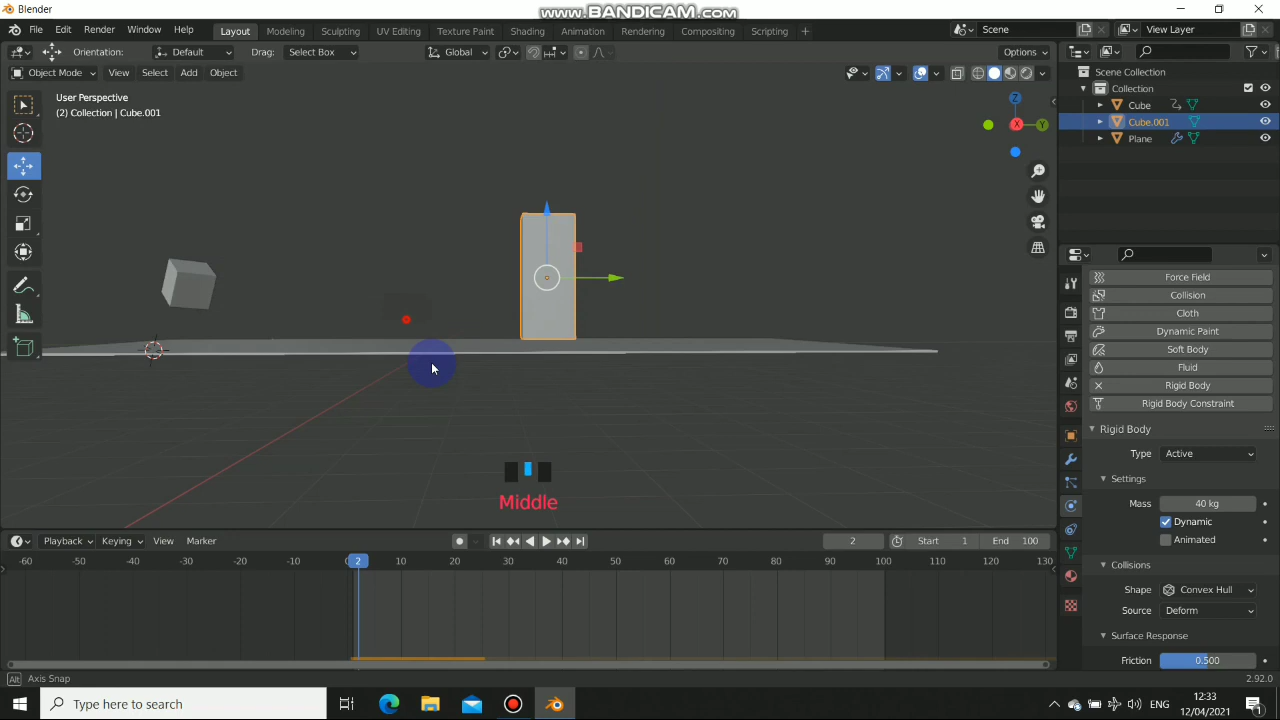 Blender
www.BANDICAM.com
File Edit Render Window Help Layout Modeling Sculpting UV Editing Texture Paint Shading Animation Rendering Compositing Scripting + Scene View Layer
Orientation: Default Drag: Select Box Global Options
Object Mode View Select Add Object
User Perspective
(2) Collection | Cube.001
Z
X
Y
Middle
Scene Collection
Collection
Cube
Cube.001
Plane
Force Field
Collision
Cloth
Dynamic Paint
Soft Body
Fluid
Rigid Body
Rigid Body Constraint
Rigid Body
Type Active
Settings
Mass 40 kg
Dynamic
Animated
Collisions
Shape Convex Hull
Source Deform
Surface Response
Friction 0.500
Playback Keying View Marker 2 Start 1 End 100
-60 -50 -40 -30 -20 -10 2 10 20 30 40 50 60 70 80 90 100 110 120 130
Alt Axis Snap 2.92.0
Type here to search
ENG
12:33
12/04/2021
1